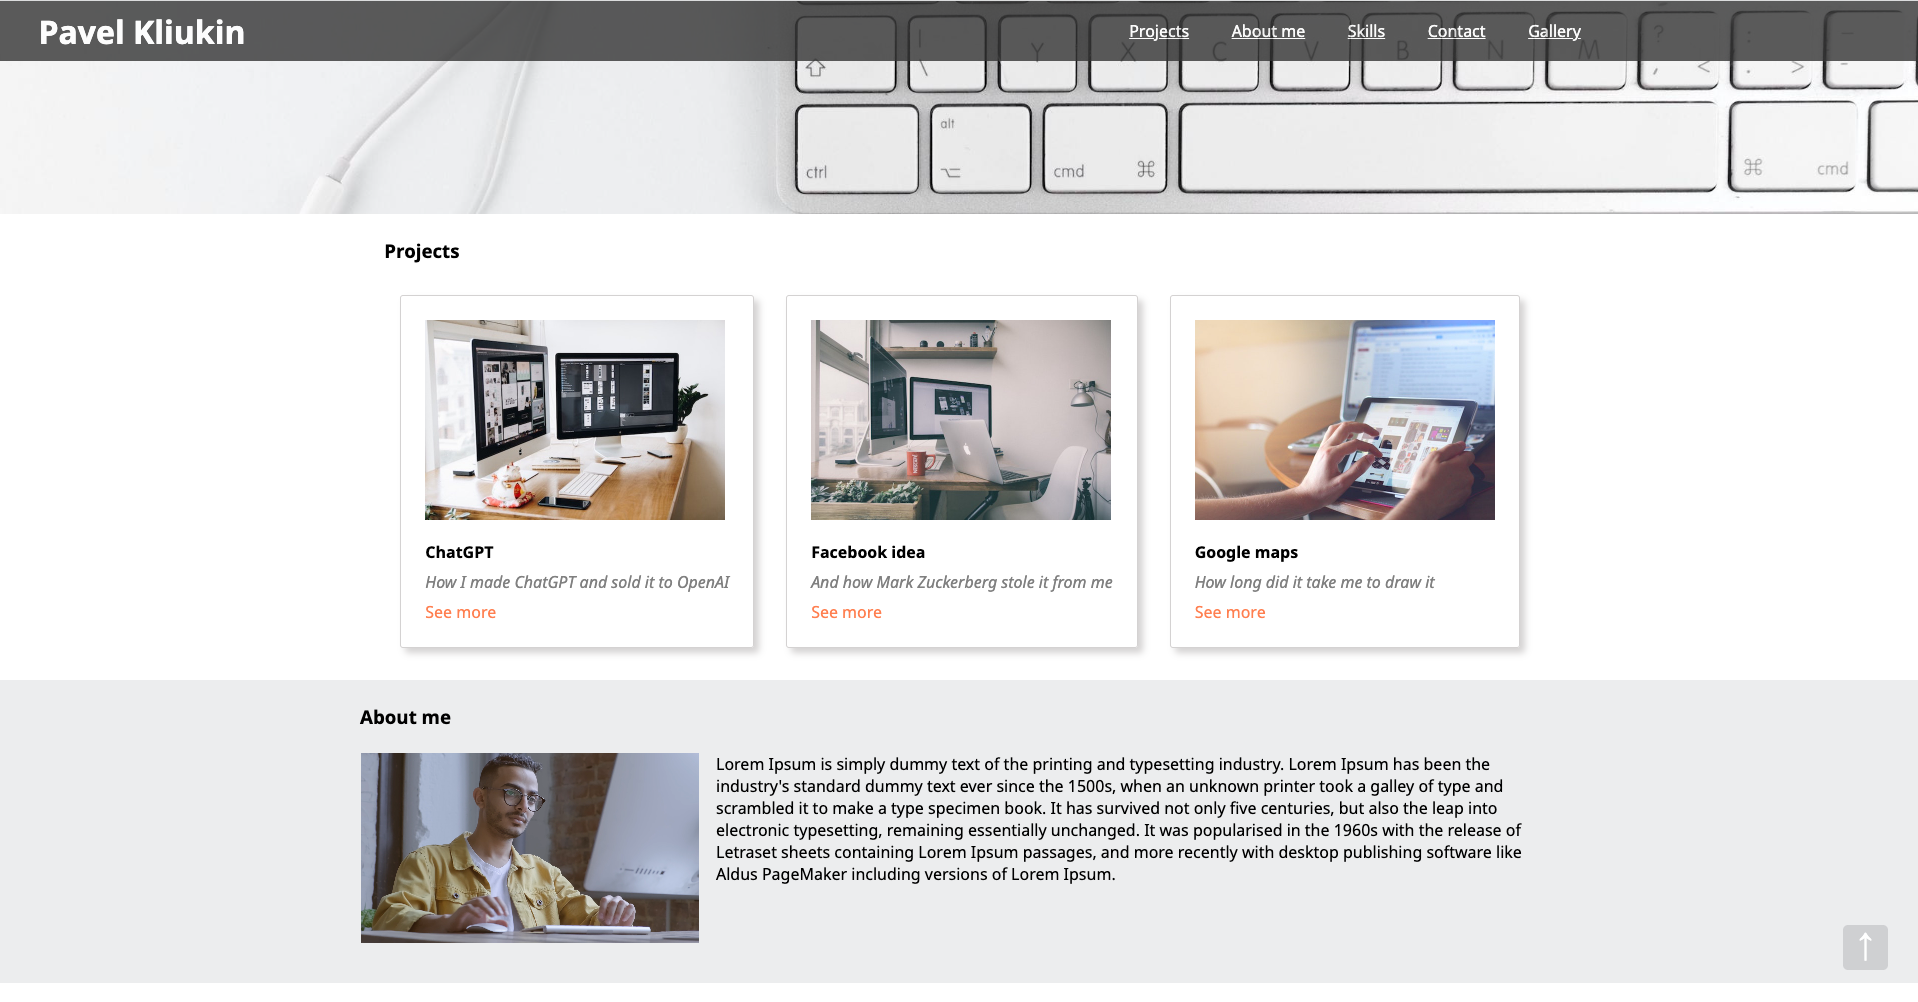 Pavel Kliukin
Projects About me Skills Contact Gallery
Y X C V B N M ? , < : . > -
ctrl alt cmd ⌘ ⌘ cmd
Projects
ChatGPT
How I made ChatGPT and sold it to OpenAI
See more
Facebook idea
And how Mark Zuckerberg stole it from me
See more
Google maps
How long did it take me to draw it
See more
About me
Lorem Ipsum is simply dummy text of the printing and typesetting industry. Lorem Ipsum has been the
industry's standard dummy text ever since the 1500s, when an unknown printer took a galley of type and
scrambled it to make a type specimen book. It has survived not only five centuries, but also the leap into
electronic typesetting, remaining essentially unchanged. It was popularised in the 1960s with the release of
Letraset sheets containing Lorem Ipsum passages, and more recently with desktop publishing software like
Aldus PageMaker including versions of Lorem Ipsum.
↑